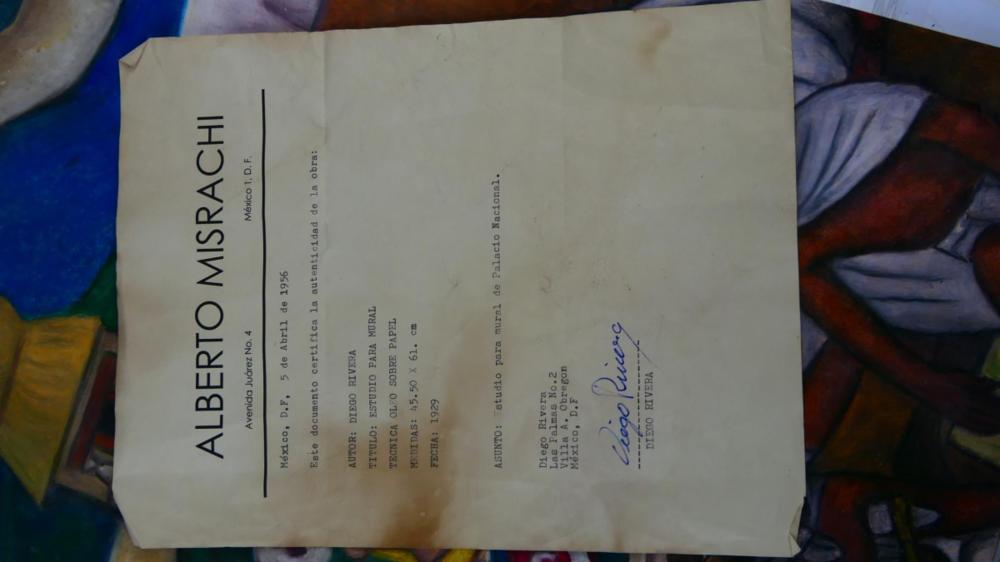 ALBERTO MISRACHI
Avenida Juárez No. 4 México 1, D. F.
México, D.F, 5 de Abril de 1956
Este documento certifica la autenticidad de la obra:
AUTOR: DIEGO RIVERA
TITULO: ESTUDIO PARA MURAL
TECNICA OLEO SOBRE PAPEL
MEDIDAS: 45.50 X 61. cm
FECHA: 1929
ASUNTO: studio para mural de Palacio Nacional.
Diego Rivera
Las Palmas No.2
Villa A. Obregon
México, D.F
Diego Rivera
DIEGO RIVERA